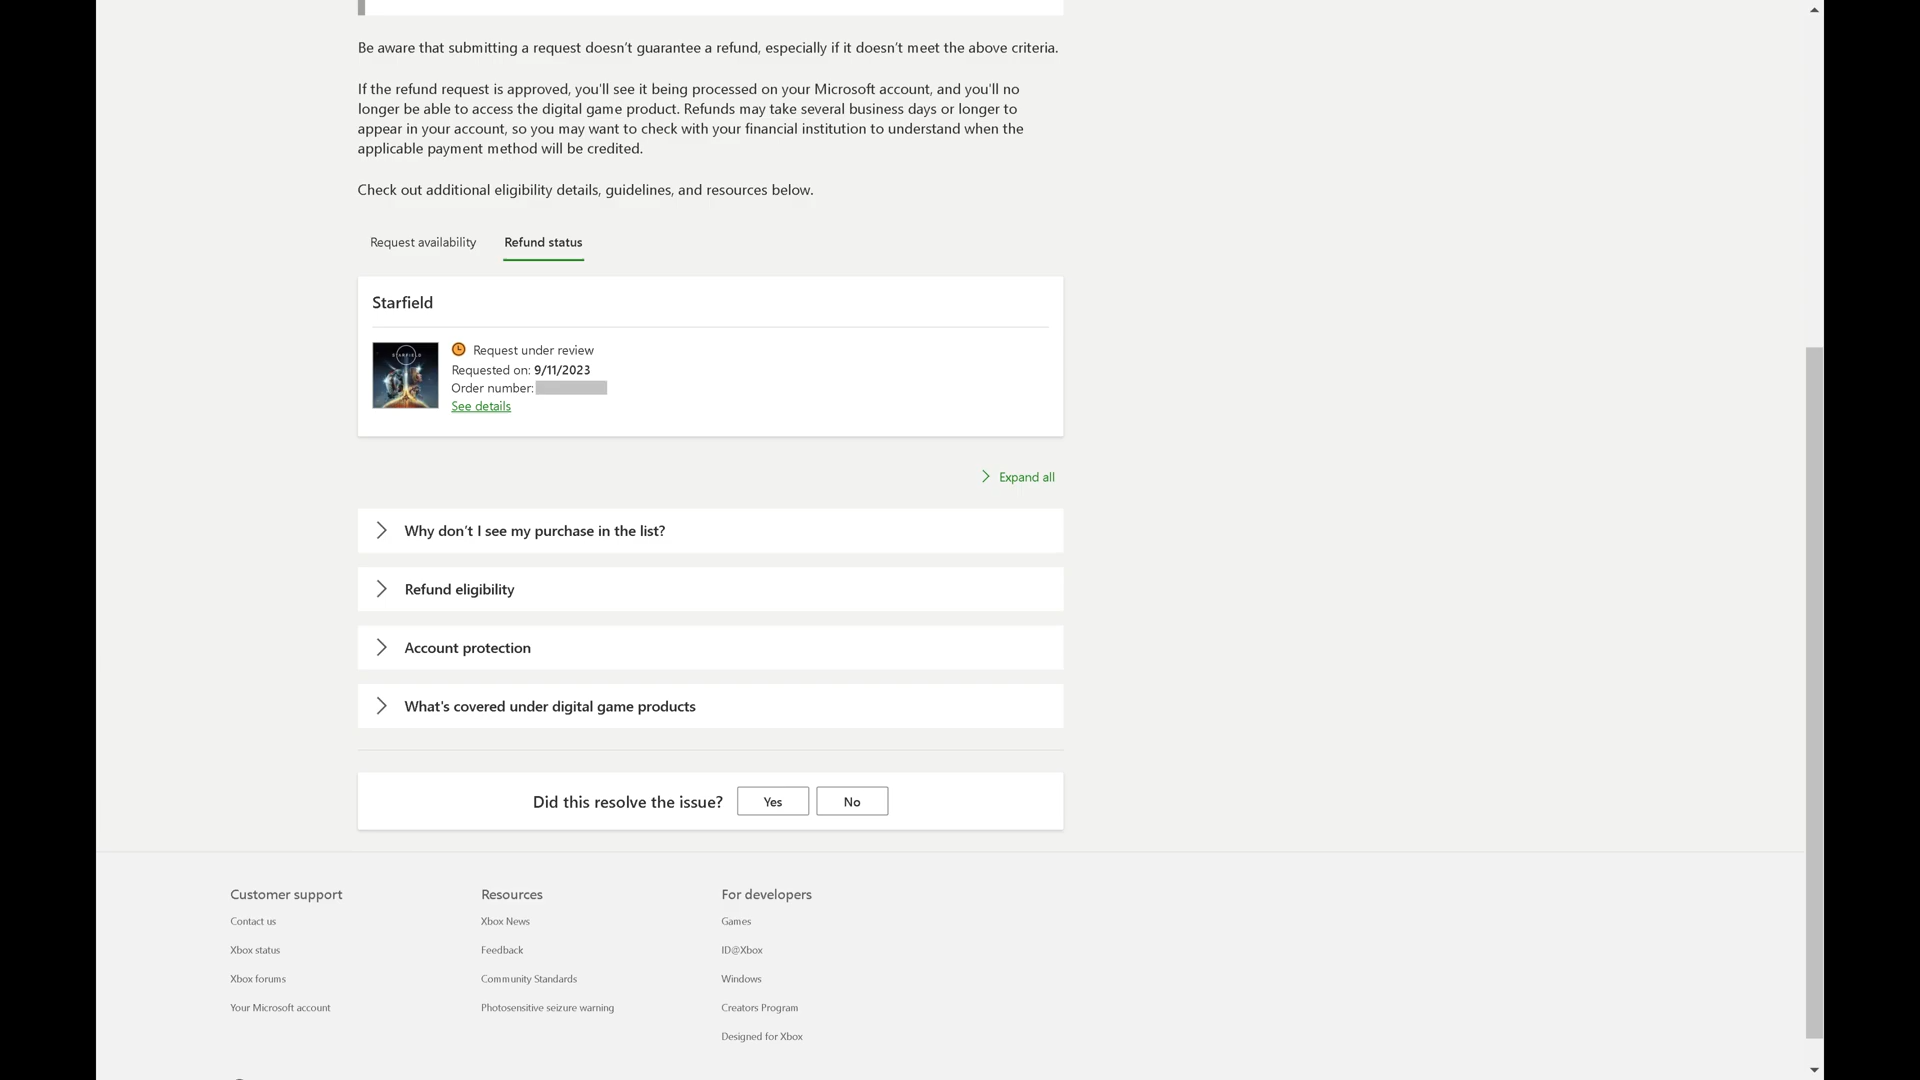 Be aware that submitting a request doesn't guarantee a refund, especially if it doesn't meet the above criteria.
If the refund request is approved, you'll see it being processed on your Microsoft account, and you'll no
longer be able to access the digital game product. Refunds may take several business days or longer to
appear in your account, so you may want to check with your financial institution to understand when the
applicable payment method will be credited.
Check out additional eligibility details, guidelines, and resources below.
Request availability
Refund status
Starfield
STARFIELD
Request under review
Requested on: 9/11/2023
Order number:
See details
Expand all
Why don't I see my purchase in the list?
Refund eligibility
Account protection
What's covered under digital game products
Did this resolve the issue?
Yes
No
Customer support
Contact us
Xbox status
Xbox forums
Your Microsoft account
Resources
Xbox News
Feedback
Community Standards
Photosensitive seizure warning
For developers
Games
ID@Xbox
Windows
Creators Program
Designed for Xbox